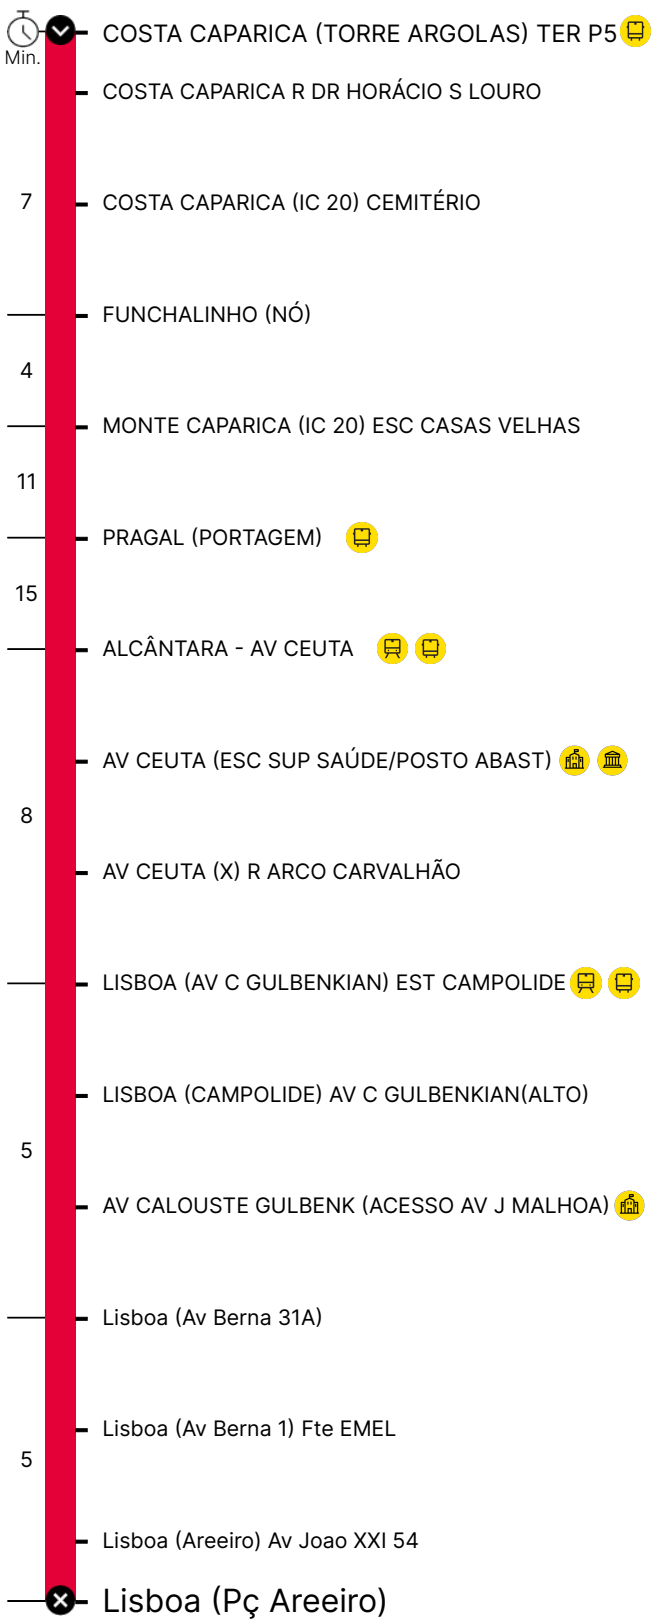 COSTA CAPARICA (TORRE ARGOLAS) TER P5
Min.
COSTA CAPARICA R DR HORÁCIO S LOURO
7
COSTA CAPARICA (IC 20) CEMITÉRIO
FUNCHALINHO (NÓ)
4
MONTE CAPARICA (IC 20) ESC CASAS VELHAS
11
PRAGAL (PORTAGEM)
15
ALCÂNTARA - AV CEUTA
AV CEUTA (ESC SUP SAÚDE/POSTO ABAST)
8
AV CEUTA (X) R ARCO CARVALHÃO
LISBOA (AV C GULBENKIAN) EST CAMPOLIDE
LISBOA (CAMPOLIDE) AV C GULBENKIAN(ALTO)
5
AV CALOUSTE GULBENK (ACESSO AV J MALHOA)
Lisboa (Av Berna 31A)
Lisboa (Av Berna 1) Fte EMEL
5
Lisboa (Areeiro) Av Joao XXI 54
Lisboa (Pç Areeiro)